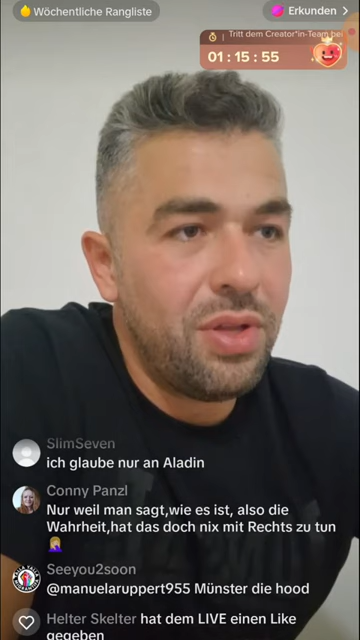 Wöchentliche Rangliste
Erkunden
Tritt dem Creator*in-Team bei
01 : 15 : 55
SlimSeven
ich glaube nur an Aladin
Conny Panzl
Nur weil man sagt,wie es ist, also die
Wahrheit,hat das doch nix mit Rechts zu tun
Seeyou2soon
@manuelaruppert955 Münster die hood
Helter Skelter hat dem LIVE einen Like
gegeben